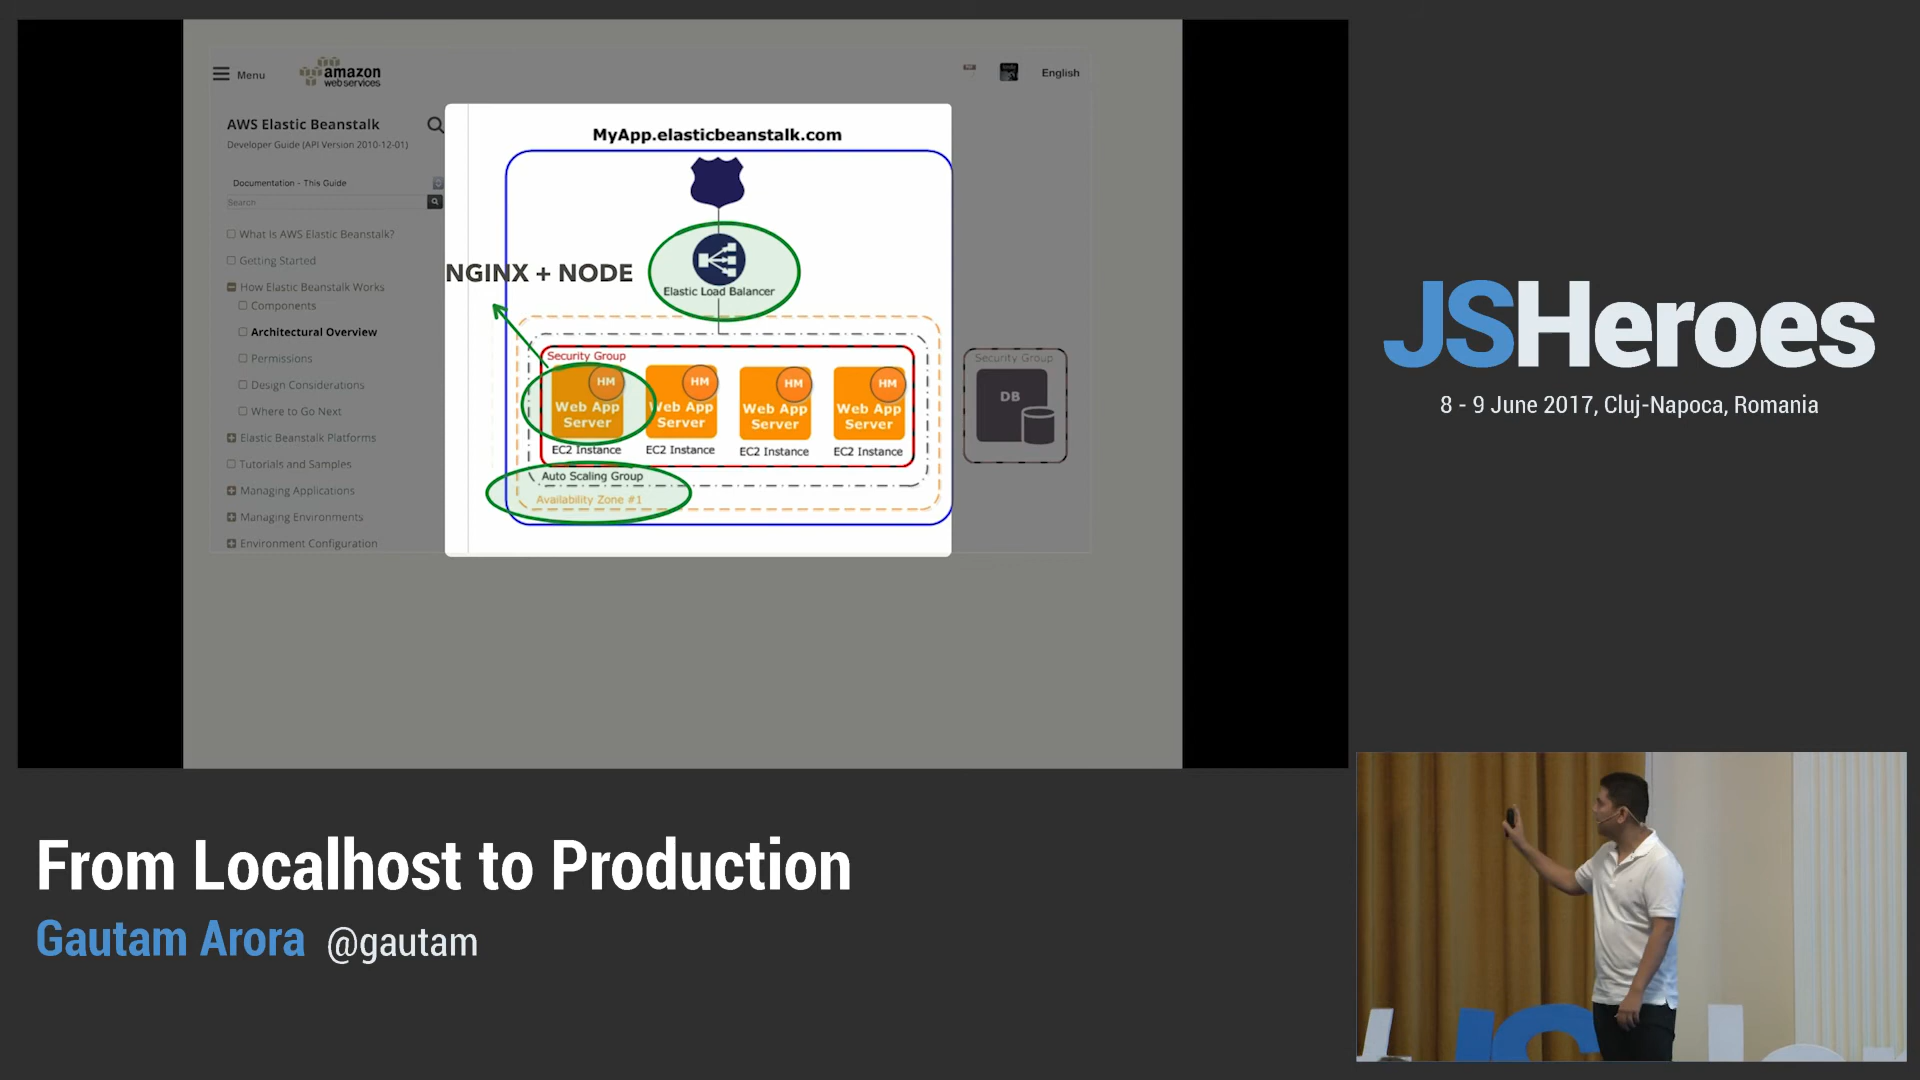 Menu
amazon
webservices
English
AWS Elastic Beanstalk
Developer Guide (API Version 2010-12-01)
Documentation - This Guide
Search
What Is AWS Elastic Beanstalk?
Getting Started
How Elastic Beanstalk Works
Components
Architectural Overview
Permissions
Design Considerations
Where to Go Next
Elastic Beanstalk Platforms
Tutorials and Samples
Managing Applications
Managing Environments
Environment Configuration
MyApp.elasticbeanstalk.com
NGINX + NODE
Elastic Load Balancer
Security Group
HM
Web App
Server
EC2 Instance
HM
Web App
Server
EC2 Instance
HM
Web App
Server
EC2 Instance
HM
Web App
Server
EC2 Instance
Auto Scaling Group
Availability Zone #1
Security Group
DB
JSHeroes
8 - 9 June 2017, Cluj-Napoca, Romania
From Localhost to Production
Gautam Arora @gautam